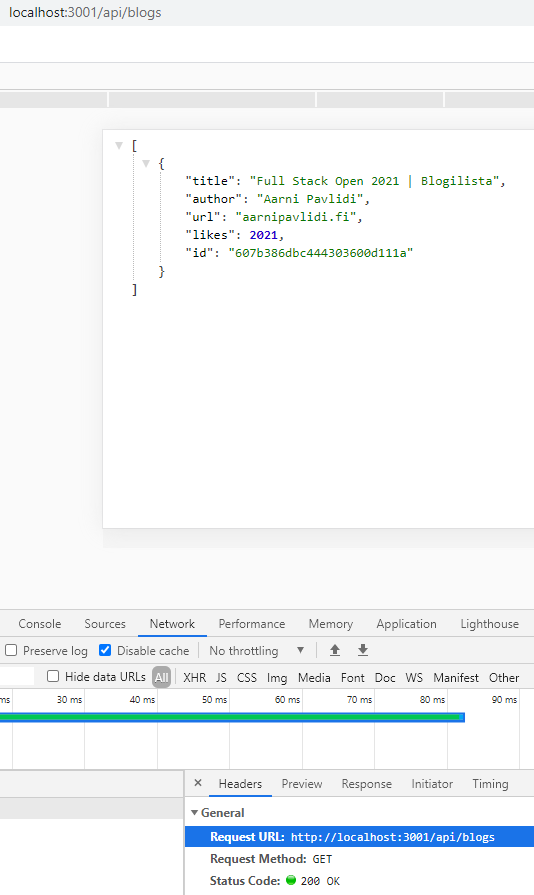 localhost:3001/api/blogs
[
{
"title": "Full Stack Open 2021 | Blogilista",
"author": "Aarni Pavlidi",
"url": "aarnipavlidi.fi",
"likes": 2021,
"id": "607b386dbc444303600d111a"
}
]
Console Sources Network Performance Memory Application Lighthouse
Preserve log Disable cache No throttling
Hide data URLs All XHR JS CSS Img Media Font Doc WS Manifest Other
ms 30 ms 40 ms 50 ms 60 ms 70 ms 80 ms 90 ms
× Headers Preview Response Initiator Timing
General
Request URL: http://localhost:3001/api/blogs
Request Method: GET
Status Code: 200 OK